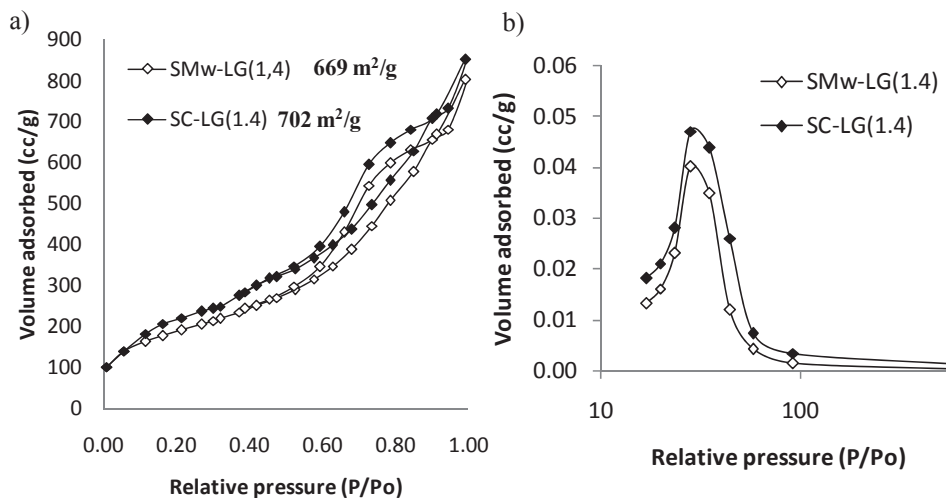 a)
900
800
700
600
500
400
300
200
100
0
Volume adsorbed (cc/g)
SMw-LG(1,4) 669 m²/g
SC-LG(1.4) 702 m²/g
0.00 0.20 0.40 0.60 0.80 1.00
Relative pressure (P/Po)
b)
0.06
0.05
0.04
0.03
0.02
0.01
0.00
Volume adsorbed (cc/g)
SMw-LG(1.4)
SC-LG(1.4)
10 100
Relative pressure (P/Po)